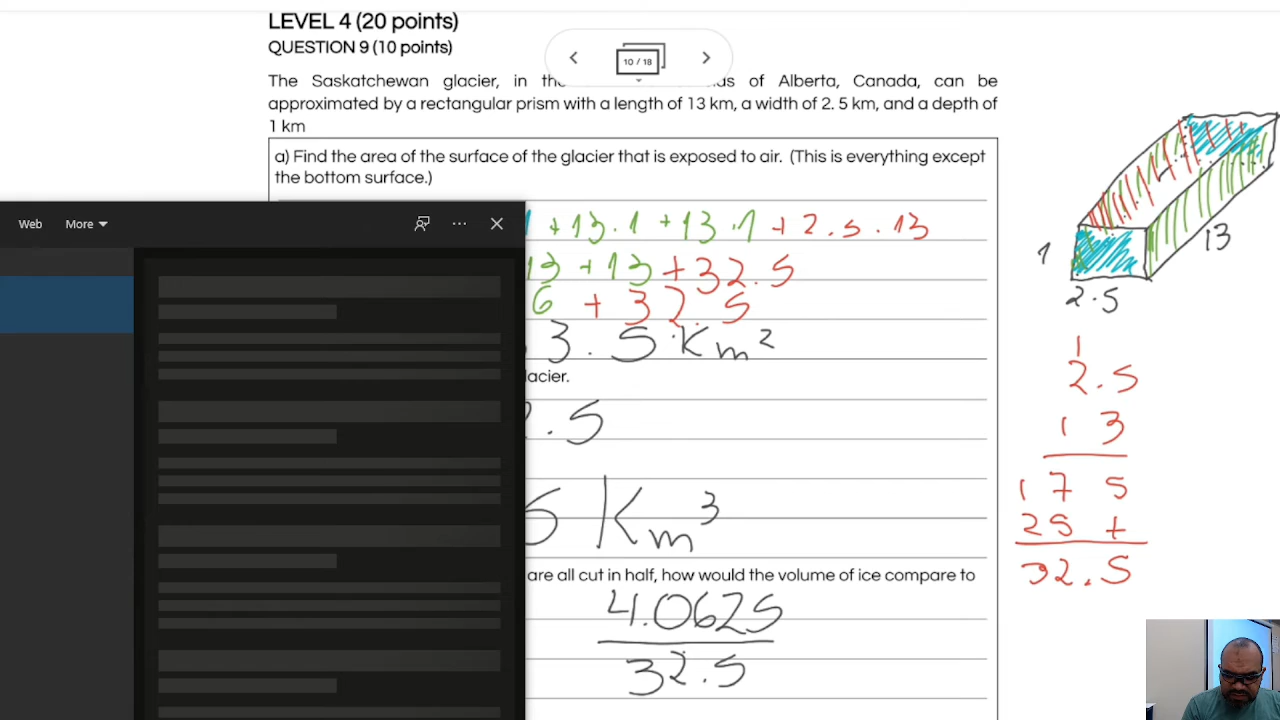 LEVEL 4 (20 points)
QUESTION 9 (10 points)
10 / 18
The Saskatchewan glacier, in the of Alberta, Canada, can be
approximated by a rectangular prism with a length of 13 km, a width of 2. 5 km, and a depth of
1 km
a) Find the area of the surface of the glacier that is exposed to air. (This is everything except
the bottom surface.)
Web More
+13.1 +13.1 + 2.5.13
13 +13 +32.5
6 + 32.5
3.5 Km²
acier.
.5
5 Km³
are all cut in half, how would the volume of ice compare to
4.0625
32.5
1
13
2.5
1
2.5
1 3
1 7 5
2 5 +
32.5